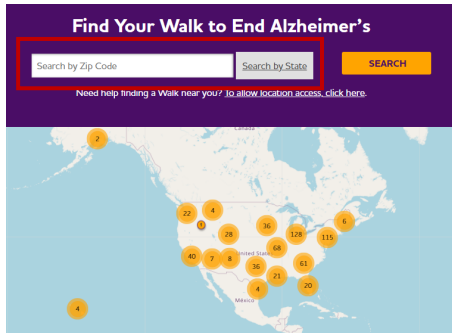 Find Your Walk to End Alzheimer's
Search by Zip Code Search by State SEARCH
Need help finding a Walk near you? To allow location access, click here.
Canada
2
22 4
6
36
28
128
115
68
40 7 8
United States
61
36
21
20
4
México
4